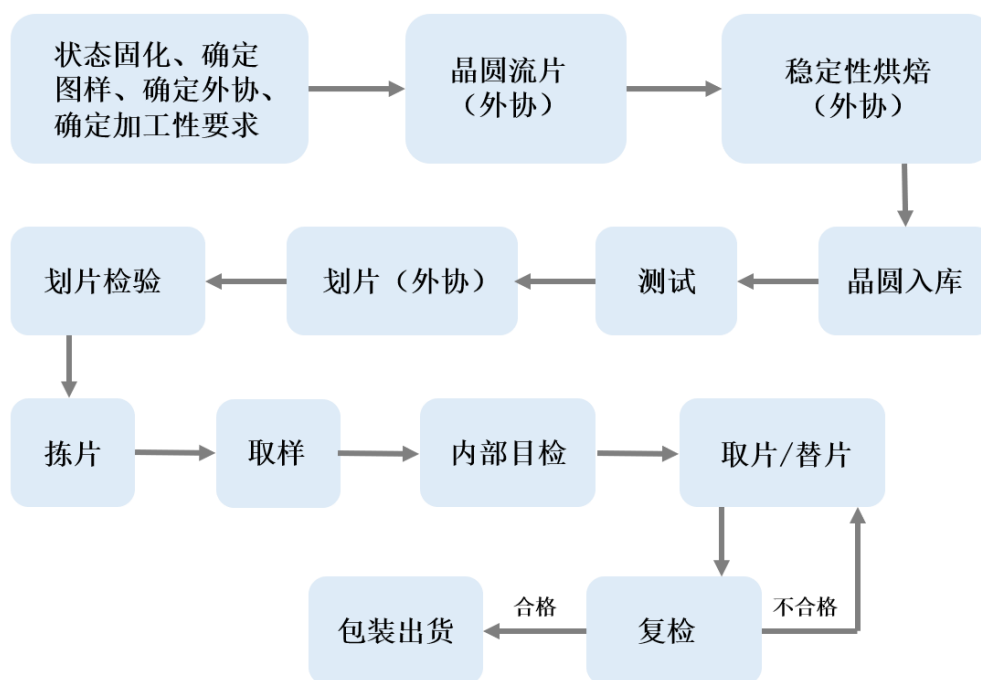 状态固化、确定
图样、确定外协、
确定加工性要求
晶圆流片
（外协）
稳定性烘焙
（外协）
晶圆入库
测试
划片（外协）
划片检验
拣片
取样
内部目检
取片/替片
复检
合格
不合格
包装出货